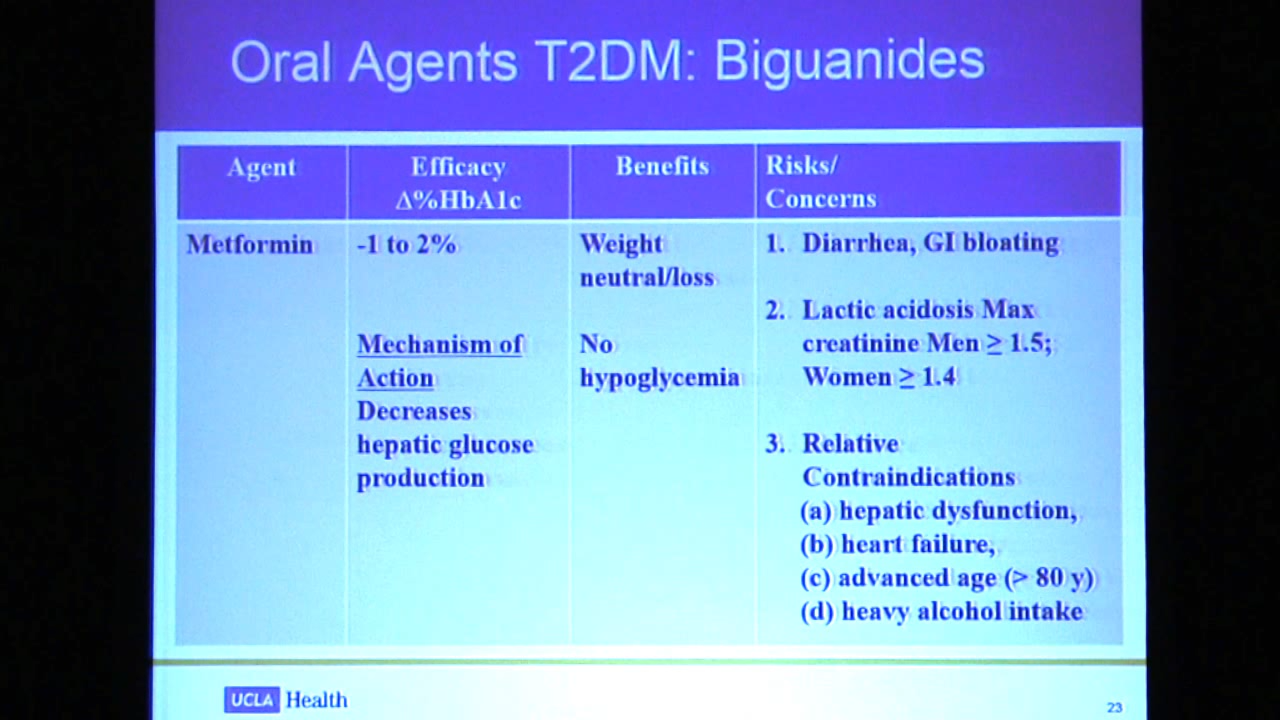 Oral Agents T2DM: Biguanides
Agent
Efficacy
Δ%HbA1c
Benefits
Risks/
Concerns
Metformin
-1 to 2%
Mechanism of
Action
Decreases
hepatic glucose
production
Weight
neutral/loss
No
hypoglycemia
1. Diarrhea, GI bloating
2. Lactic acidosis Max
creatinine Men ≥ 1.5;
Women ≥ 1.4
3. Relative
Contraindications
(a) hepatic dysfunction,
(b) heart failure,
(c) advanced age (> 80 y)
(d) heavy alcohol intake
UCLA Health
23